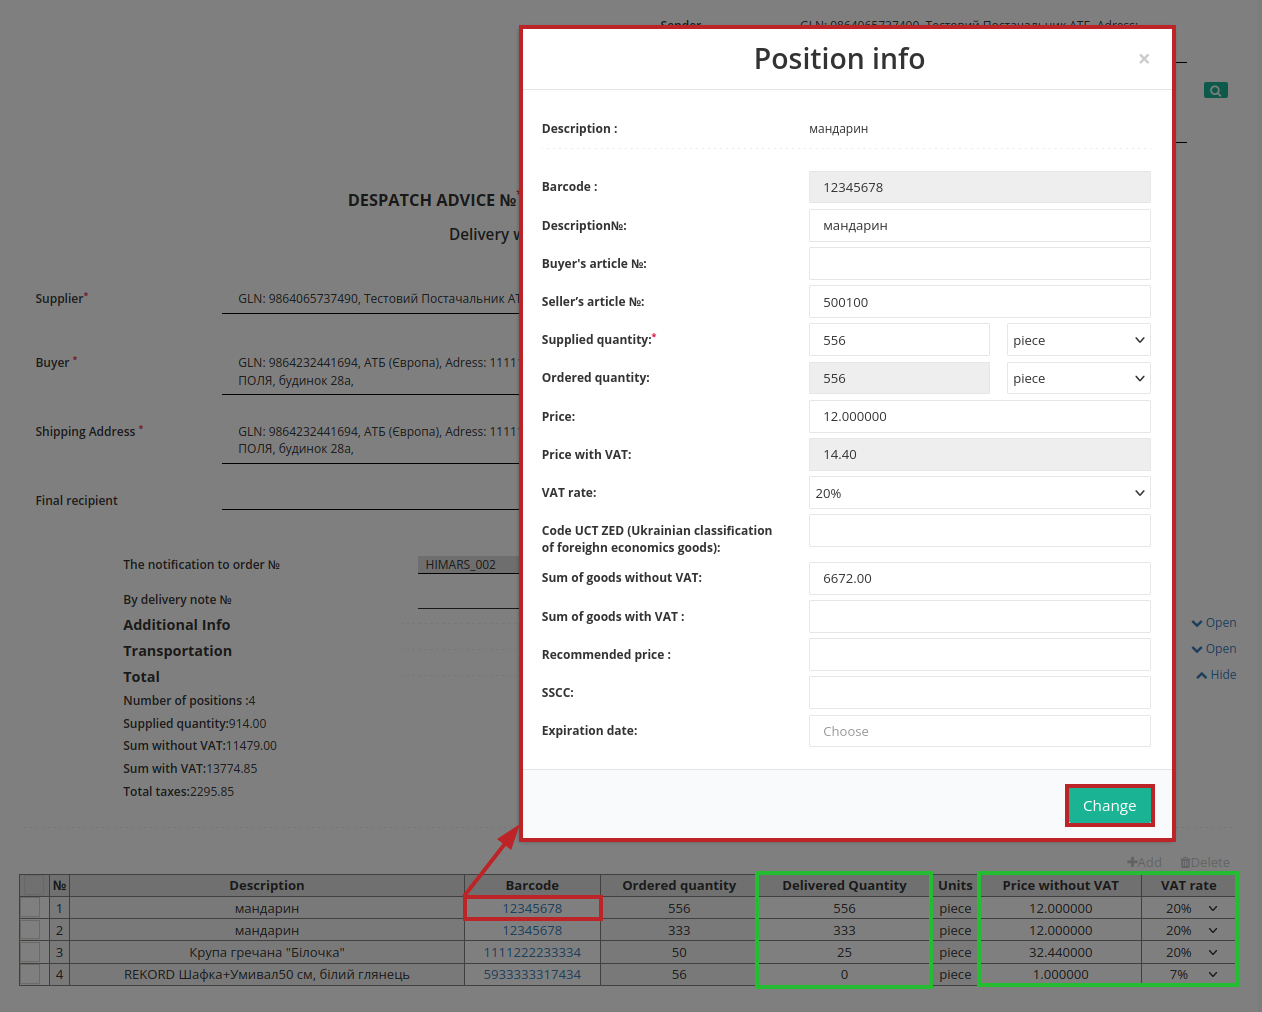 Sender GLN: 9864065737490, Тестовий Постачальник АТБ, Adress:
Position info ×
Description : мандарин
Barcode : 12345678
Description№: мандарин
Buyer's article №:
Seller's article №: 500100
Supplied quantity:* 556 piece
Ordered quantity: 556 piece
Price: 12.000000
Price with VAT: 14.40
VAT rate: 20%
Code UCT ZED (Ukrainian classification
of foreighn economics goods):
Sum of goods without VAT: 6672.00
Sum of goods with VAT :
Recommended price :
SSCC:
Expiration date: Choose
Change
DESPATCH ADVICE №
Delivery
Supplier* GLN: 9864065737490, Тестовий Постачальник АТ
Buyer * GLN: 9864232441694, АТБ (Європа), Adress: 1111
ПОЛЯ, будинок 28а,
Shipping Address * GLN: 9864232441694, АТБ (Європа), Adress: 1111
ПОЛЯ, будинок 28а,
Final recipient
The notification to order № HIMARS_002
By delivery note №
Additional Info Open
Transportation Open
Total Hide
Number of positions :4
Supplied quantity:914.00
Sum without VAT:11479.00
Sum with VAT:13774.85
Total taxes:2295.85
Add Delete
№ Description Barcode Ordered quantity Delivered Quantity Units Price without VAT VAT rate
1 мандарин 12345678 556 556 piece 12.000000 20%
2 мандарин 12345678 333 333 piece 12.000000 20%
3 Крупа гречана "Білочка" 1111222233334 50 25 piece 32.440000 20%
4 REKORD Шафка+Умивал50 см, білий глянець 5933333317434 56 0 piece 1.000000 7%